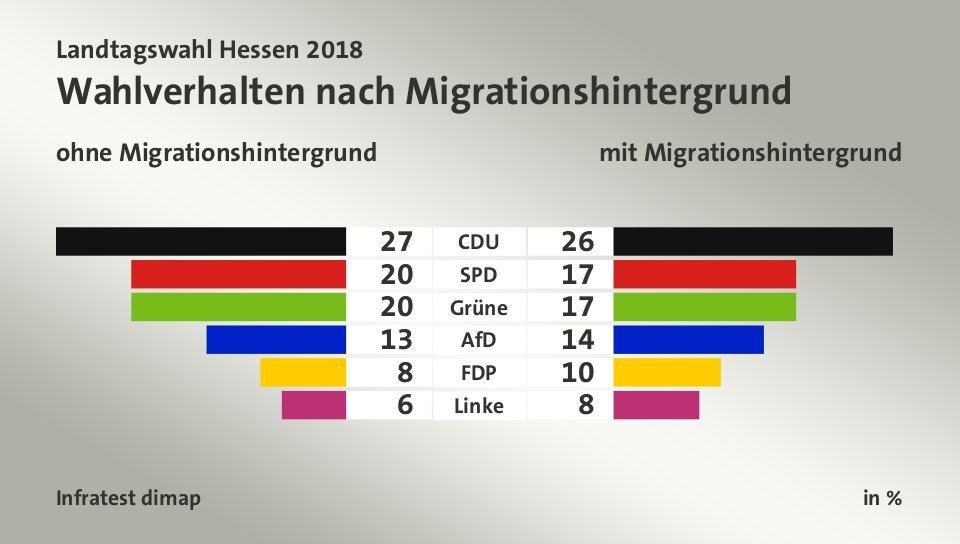 Landtagswahl Hessen 2018
Wahlverhalten nach Migrationshintergrund
ohne Migrationshintergrund mit Migrationshintergrund
27 CDU 26
20 SPD 17
20 Grüne 17
13 AfD 14
8 FDP 10
6 Linke 8
Infratest dimap in %